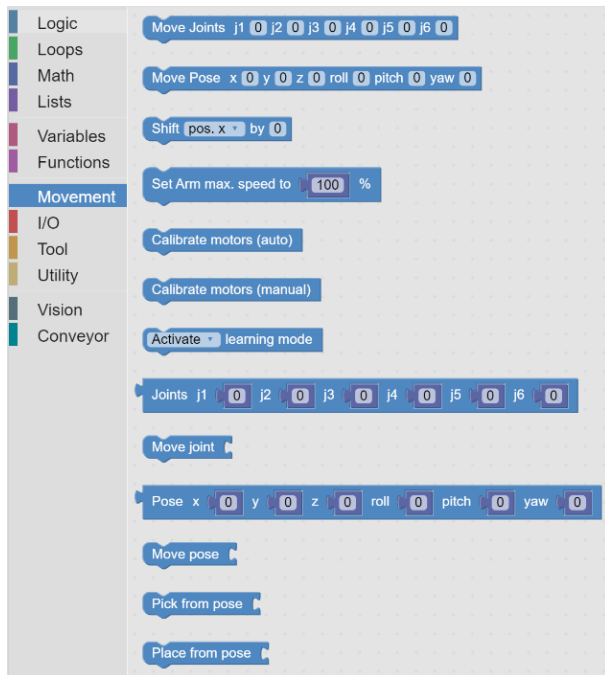 Logic
Loops
Math
Lists
Variables
Functions
Movement
I/O
Tool
Utility
Vision
Conveyor
Move Joints j1 0 j2 0 j3 0 j4 0 j5 0 j6 0
Move Pose x 0 y 0 z 0 roll 0 pitch 0 yaw 0
Shift pos. x by 0
Set Arm max. speed to 100 %
Calibrate motors (auto)
Calibrate motors (manual)
Activate learning mode
Joints j1 0 j2 0 j3 0 j4 0 j5 0 j6 0
Move joint
Pose x 0 y 0 z 0 roll 0 pitch 0 yaw 0
Move pose
Pick from pose
Place from pose